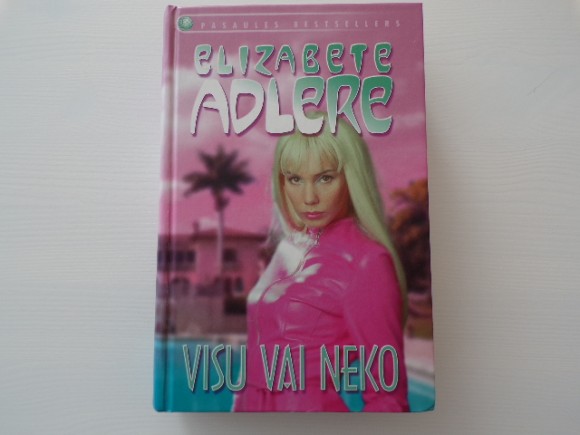 PASAULES BESTSELLERS
ELIZABETE
ADLERE
VISU VAI NEKO